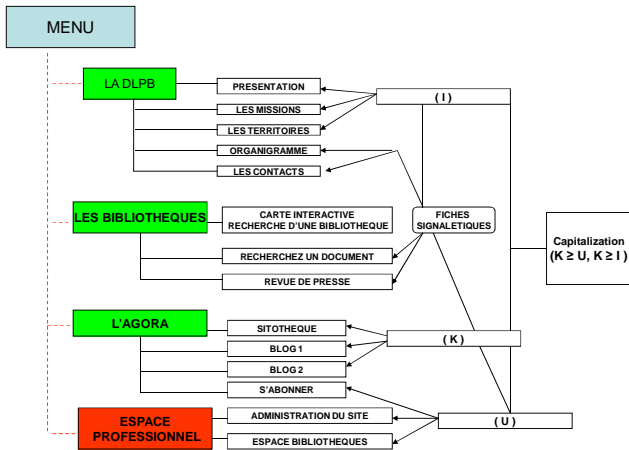 MENU
LA DLPB
PRESENTATION
LES MISSIONS
LES TERRITOIRES
ORGANIGRAMME
LES CONTACTS
( I )
LES BIBLIOTHEQUES
CARTE INTERACTIVE
RECHERCHE D'UNE BIBLIOTHEQUE
RECHERCHEZ UN DOCUMENT
REVUE DE PRESSE
FICHES
SIGNALETIQUES
Capitalization
(K ≥ U, K ≥ I )
L'AGORA
SITOTHEQUE
BLOG 1
BLOG 2
S'ABONNER
( K )
ESPACE
PROFESSIONNEL
ADMINISTRATION DU SITE
ESPACE BIBLIOTHEQUES
( U )